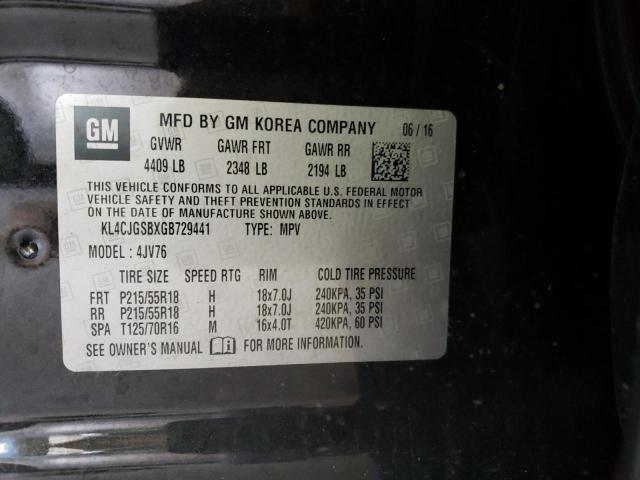 GM MFD BY GM KOREA COMPANY 06 / 16
GVWR GAWR FRT GAWR RR
4409 LB 2348 LB 2194 LB
THIS VEHICLE CONFORMS TO ALL APPLICABLE U.S. FEDERAL MOTOR
VEHICLE SAFETY AND THEFT PREVENTION STANDARDS IN EFFECT
ON THE DATE OF MANUFACTURE SHOWN ABOVE.
KL4CJGSBXGB729441 TYPE: MPV
MODEL : 4JV76
TIRE SIZE SPEED RTG RIM COLD TIRE PRESSURE
FRT P215/55R18 H 18x7.0J 240KPA, 35 PSI
RR P215/55R18 H 18x7.0J 240KPA, 35 PSI
SPA T125/70R16 M 16x4.0T 420KPA, 60 PSI
SEE OWNER'S MANUAL FOR MORE INFORMATION.